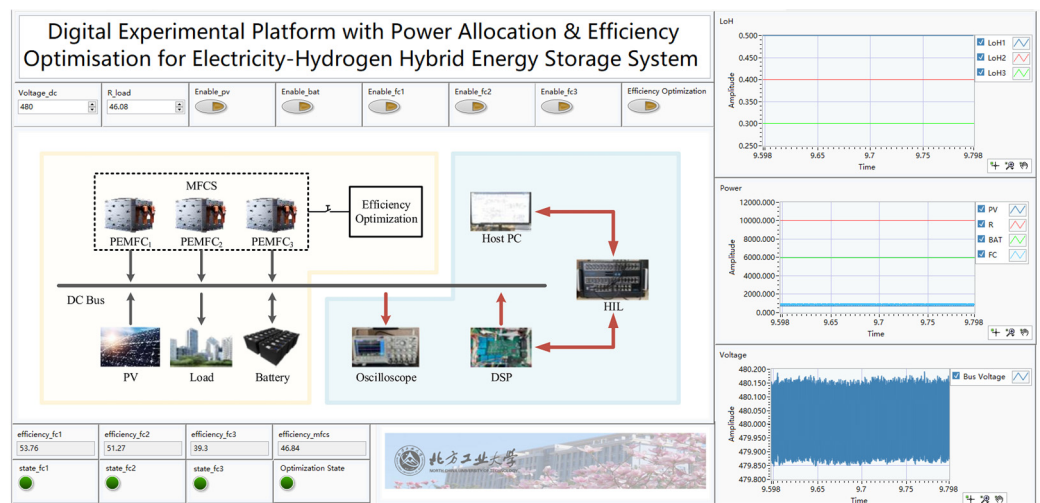 Digital Experimental Platform with Power Allocation & Efficiency
Optimisation for Electricity-Hydrogen Hybrid Energy Storage System
Voltage_dc
480
R_load
46.08
Enable_pv
Enable_bat
Enable_fc1
Enable_fc2
Enable_fc3
Efficiency Optimization
MFCS
PEMFC₁
PEMFC₂
PEMFC₃
Efficiency
Optimization
DC Bus
PV
Load
Battery
Host PC
HIL
Oscilloscope
DSP
efficiency_fc1
53.76
efficiency_fc2
51.27
efficiency_fc3
39.3
efficiency_mfcs
46.84
state_fc1
state_fc2
state_fc3
Optimization State
北方工业大学
LoH
0.500
0.450
0.400
0.350
0.300
0.250
Amplitude
9.598
9.65
9.7
9.75
9.798
Time
LoH1
LoH2
LoH3
Power
12000.000
10000.000
8000.000
6000.000
4000.000
2000.000
0.000
Amplitude
9.598
9.65
9.7
9.75
9.798
Time
PV
R
BAT
FC
Voltage
480.200
480.150
480.100
480.050
480.000
479.950
479.900
479.850
479.800
Amplitude
9.598
9.65
9.7
9.75
9.798
Time
Bus Voltage